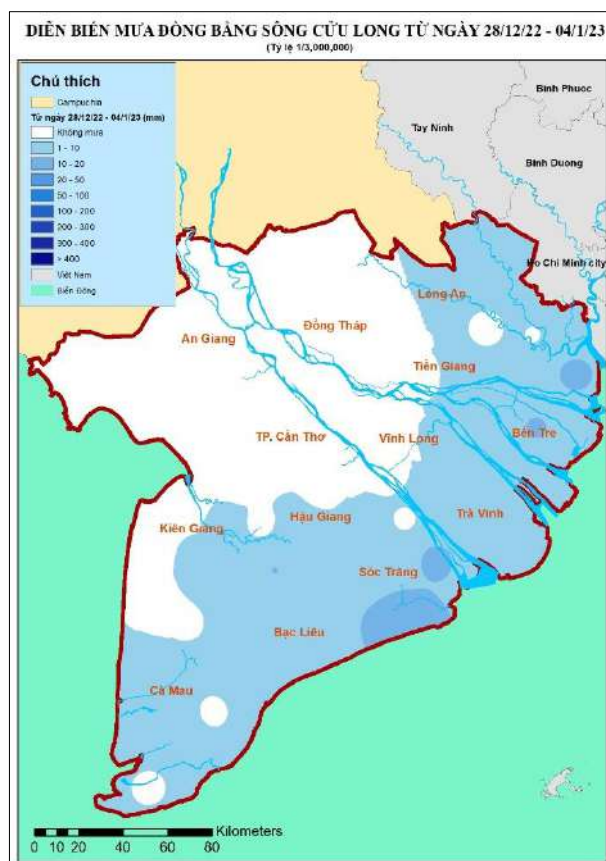 DIỄN BIẾN MƯA ĐỒNG BẰNG SÔNG CỬU LONG TỪ NGÀY 28/12/22 - 04/1/23
(Tỷ lệ 1/3,000,000)
Chú thích
Campuchia
Từ ngày 28/12/22 - 04/1/23 (mm)
Không mưa
1 - 10
10 - 20
20 - 50
50 - 100
100 - 200
200 - 300
300 - 400
> 400
Việt Nam
Biển Đông
Binh Phuoc
Tay Ninh
Binh Duong
Ho Chi Minh city
Long An
Đồng Tháp
An Giang
Tiền Giang
TP. Cần Thơ
Vĩnh Long
Bến Tre
Trà Vinh
Hậu Giang
Kiên Giang
Sóc Trăng
Bạc Liêu
Cà Mau
Kilometers
0 10 20 40 60 80